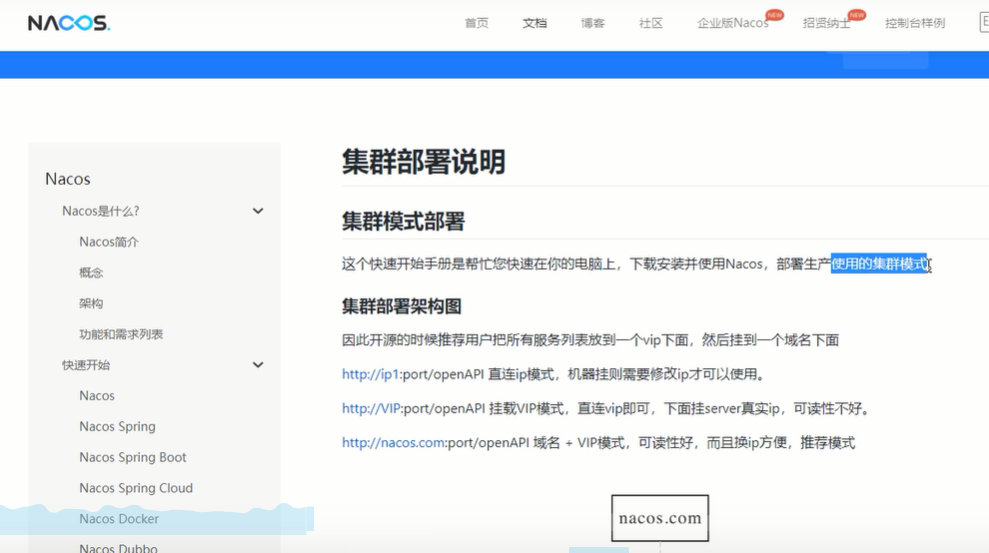 NACOS.
首页 文档 博客 社区 企业版Nacos NEW 招贤纳士 NEW 控制台样例 E
Nacos
Nacos是什么?
Nacos简介
概念
架构
功能和需求列表
快速开始
Nacos
Nacos Spring
Nacos Spring Boot
Nacos Spring Cloud
Nacos Docker
Nacos Dubbo
集群部署说明
集群模式部署
这个快速开始手册是帮忙您快速在你的电脑上，下载安装并使用Nacos，部署生产使用的集群模式
集群部署架构图
因此开源的时候推荐用户把所有服务列表放到一个vip下面，然后挂到一个域名下面
http://ip1:port/openAPI 直连ip模式，机器挂则需要修改ip才可以使用。
http://VIP:port/openAPI 挂载VIP模式，直连vip即可，下面挂server真实ip，可读性不好。
http://nacos.com:port/openAPI 域名 + VIP模式，可读性好，而且换ip方便，推荐模式
nacos.com